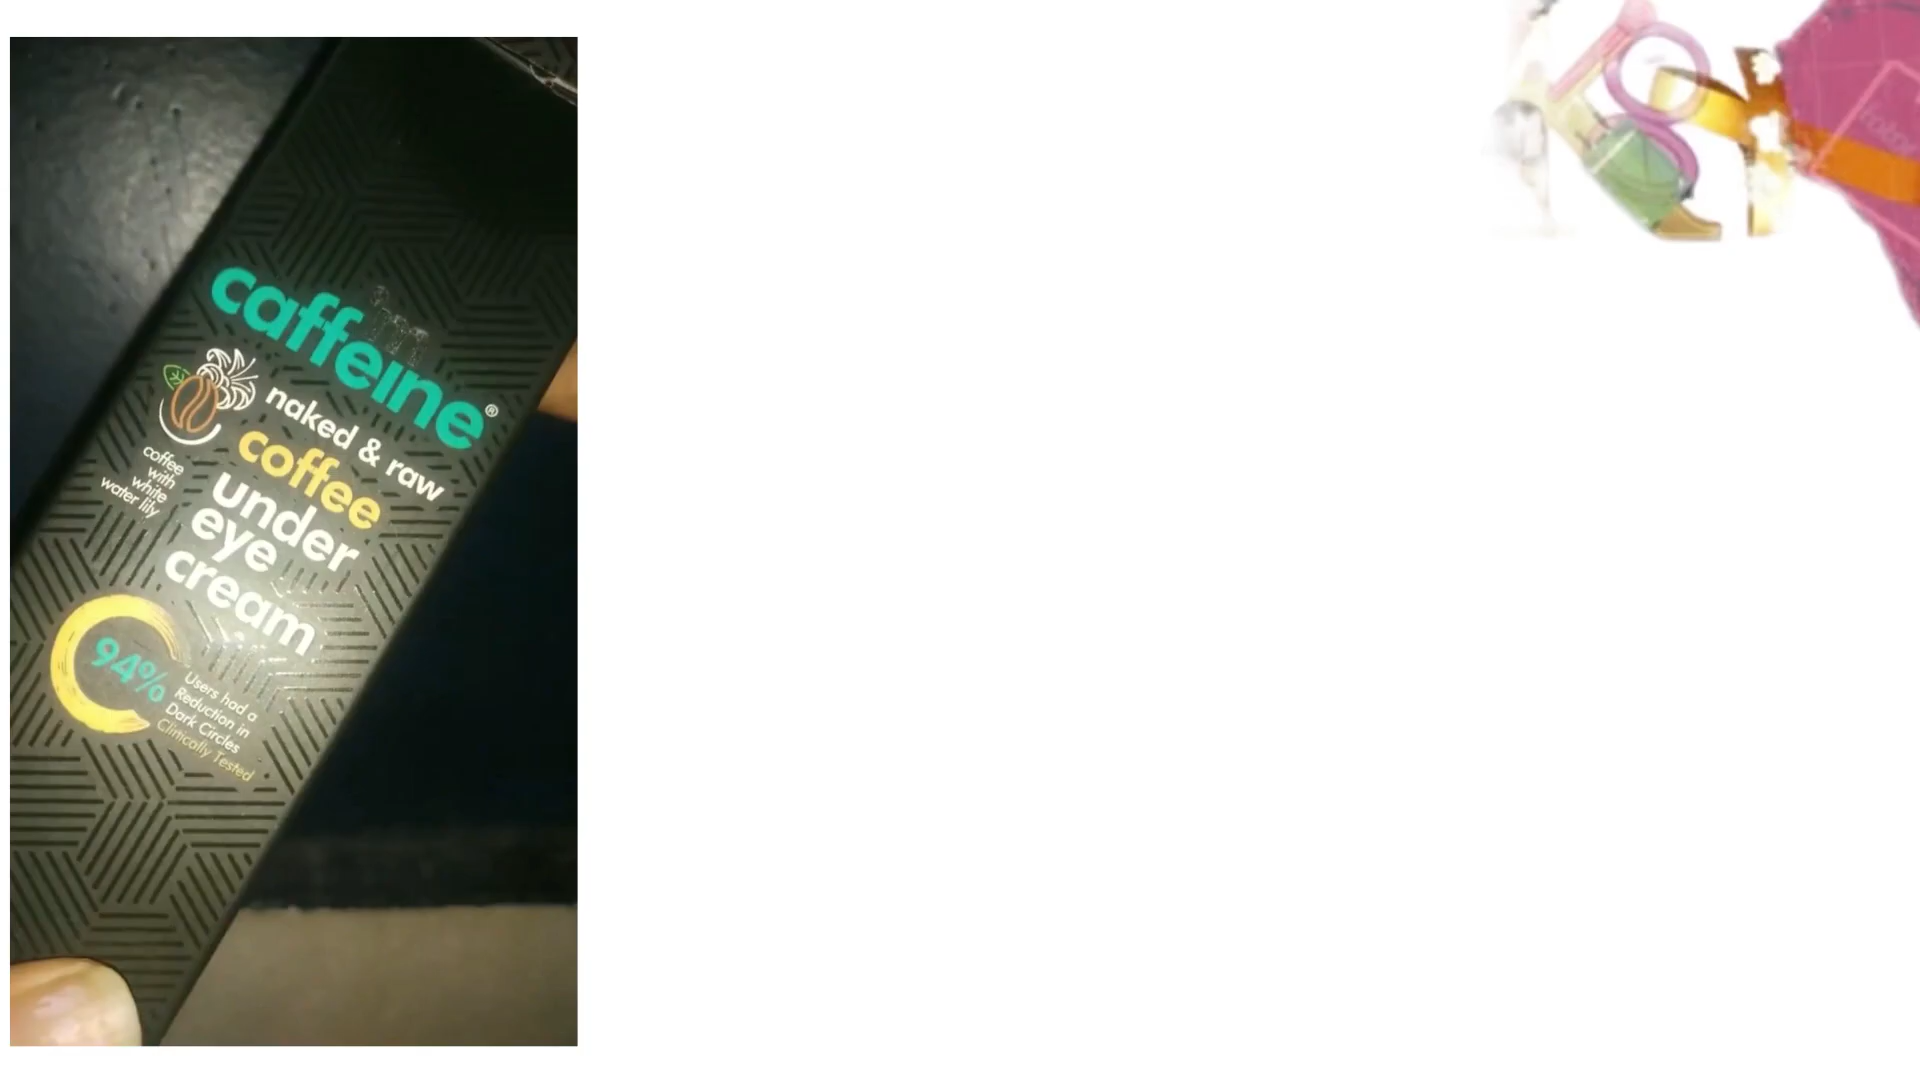 caffeine®
naked & raw
coffee
under
eye
cream
coffee
with
white
water lily
94%
Users had a
Reduction in
Dark Circles
Clinically Tested